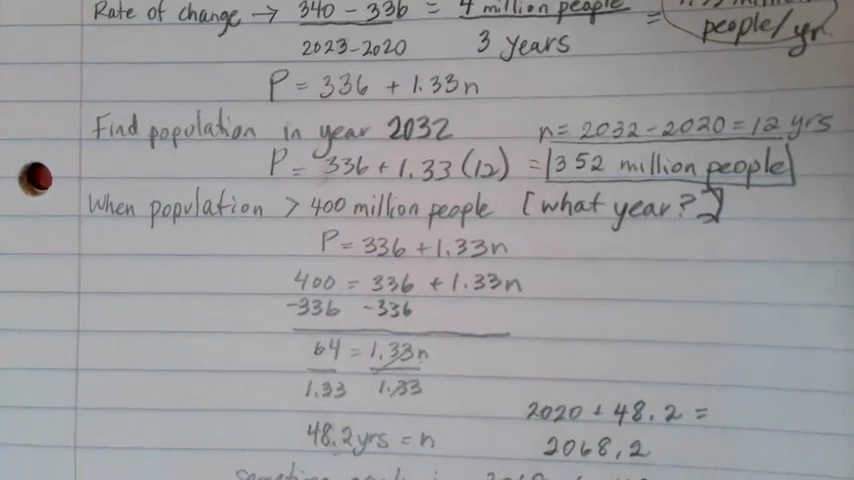 Rate of change → 340 - 336 = 4 million people =
2023-2020 3 years people/yr
P = 336 + 1.33n
Find population in year 2032 n = 2032 - 2020 = 12 yrs
P = 336 + 1.33 (12) = 352 million people
When population > 400 million people [what year?]
P = 336 + 1.33n
400 = 336 + 1.33n
-336 -336
64 = 1.33n
1.33 1.33
2020 + 48.2 =
48.2yrs = n 2068.2